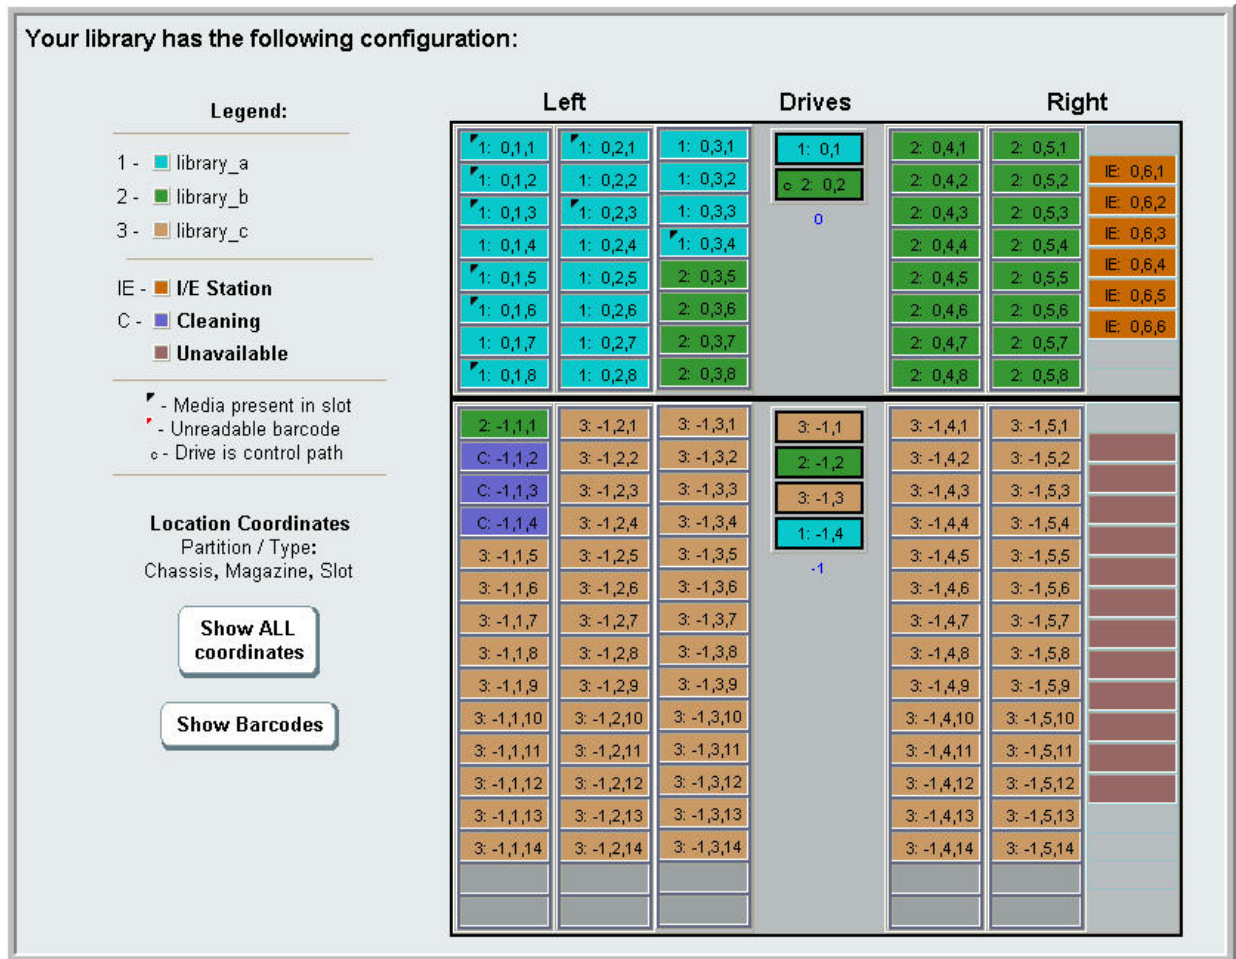 Your library has the following configuration:
Legend:
1 - library_a
2 - library_b
3 - library_c
IE - I/E Station
C - Cleaning
Unavailable
- Media present in slot
- Unreadable barcode
c - Drive is control path
Location Coordinates
Partition / Type:
Chassis, Magazine, Slot
Show ALL
coordinates
Show Barcodes
Left Drives Right
1: 0,1,1 1: 0,2,1 1: 0,3,1 1: 0,1 2: 0,4,1 2: 0,5,1 IE: 0,6,1
1: 0,1,2 1: 0,2,2 1: 0,3,2 c 2: 0,2 2: 0,4,2 2: 0,5,2 IE: 0,6,2
1: 0,1,3 1: 0,2,3 1: 0,3,3 0 2: 0,4,3 2: 0,5,3 IE: 0,6,3
1: 0,1,4 1: 0,2,4 1: 0,3,4 2: 0,4,4 2: 0,5,4 IE: 0,6,4
1: 0,1,5 1: 0,2,5 2: 0,3,5 2: 0,4,5 2: 0,5,5 IE: 0,6,5
1: 0,1,6 1: 0,2,6 2: 0,3,6 2: 0,4,6 2: 0,5,6 IE: 0,6,6
1: 0,1,7 1: 0,2,7 2: 0,3,7 2: 0,4,7 2: 0,5,7
1: 0,1,8 1: 0,2,8 2: 0,3,8 2: 0,4,8 2: 0,5,8
2: -1,1,1 3: -1,2,1 3: -1,3,1 3: -1,1 3: -1,4,1 3: -1,5,1
C: -1,1,2 3: -1,2,2 3: -1,3,2 2: -1,2 3: -1,4,2 3: -1,5,2
C: -1,1,3 3: -1,2,3 3: -1,3,3 3: -1,3 3: -1,4,3 3: -1,5,3
C: -1,1,4 3: -1,2,4 3: -1,3,4 1: -1,4 3: -1,4,4 3: -1,5,4
3: -1,1,5 3: -1,2,5 3: -1,3,5 -1 3: -1,4,5 3: -1,5,5
3: -1,1,6 3: -1,2,6 3: -1,3,6 3: -1,4,6 3: -1,5,6
3: -1,1,7 3: -1,2,7 3: -1,3,7 3: -1,4,7 3: -1,5,7
3: -1,1,8 3: -1,2,8 3: -1,3,8 3: -1,4,8 3: -1,5,8
3: -1,1,9 3: -1,2,9 3: -1,3,9 3: -1,4,9 3: -1,5,9
3: -1,1,10 3: -1,2,10 3: -1,3,10 3: -1,4,10 3: -1,5,10
3: -1,1,11 3: -1,2,11 3: -1,3,11 3: -1,4,11 3: -1,5,11
3: -1,1,12 3: -1,2,12 3: -1,3,12 3: -1,4,12 3: -1,5,12
3: -1,1,13 3: -1,2,13 3: -1,3,13 3: -1,4,13 3: -1,5,13
3: -1,1,14 3: -1,2,14 3: -1,3,14 3: -1,4,14 3: -1,5,14